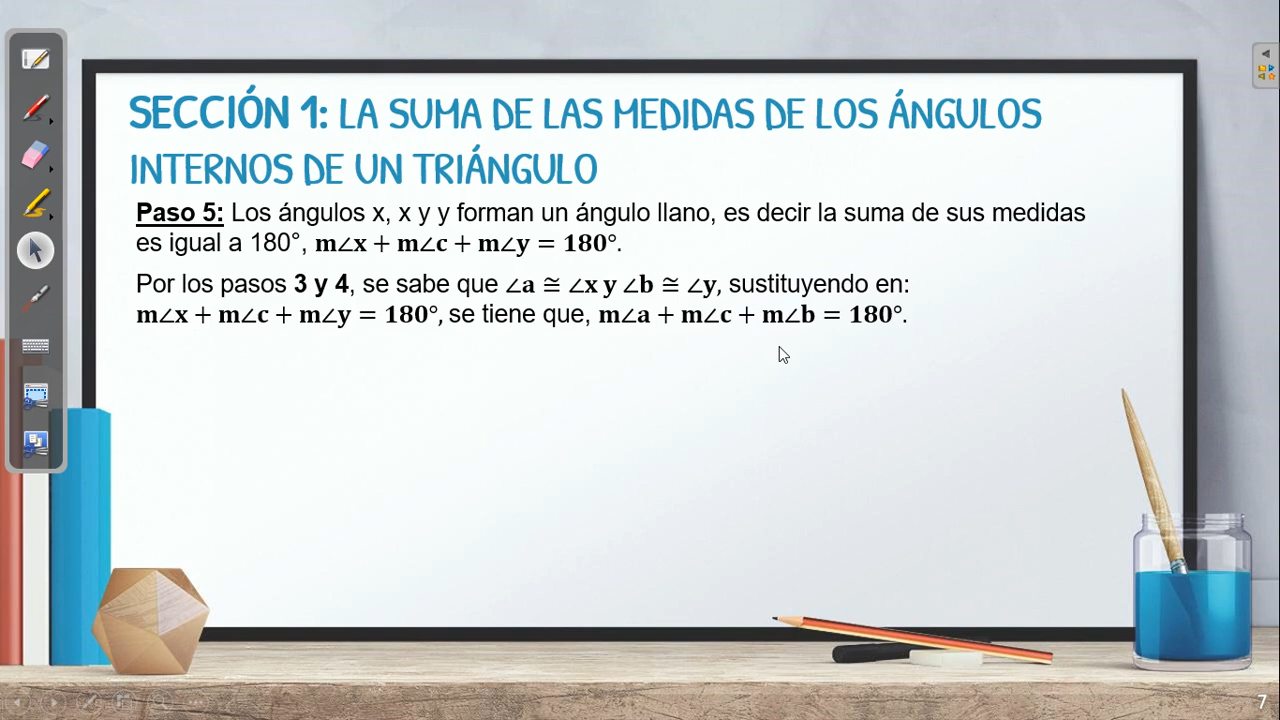 SECCIÓN 1: LA SUMA DE LAS MEDIDAS DE LOS ÁNGULOS
INTERNOS DE UN TRIÁNGULO
Paso 5: Los ángulos x, x y y forman un ángulo llano, es decir la suma de sus medidas
es igual a 180°, m∠x + m∠c + m∠y = 180°.
Por los pasos 3 y 4, se sabe que ∠a ≅ ∠x y ∠b ≅ ∠y, sustituyendo en:
m∠x + m∠c + m∠y = 180°, se tiene que, m∠a + m∠c + m∠b = 180°.
7